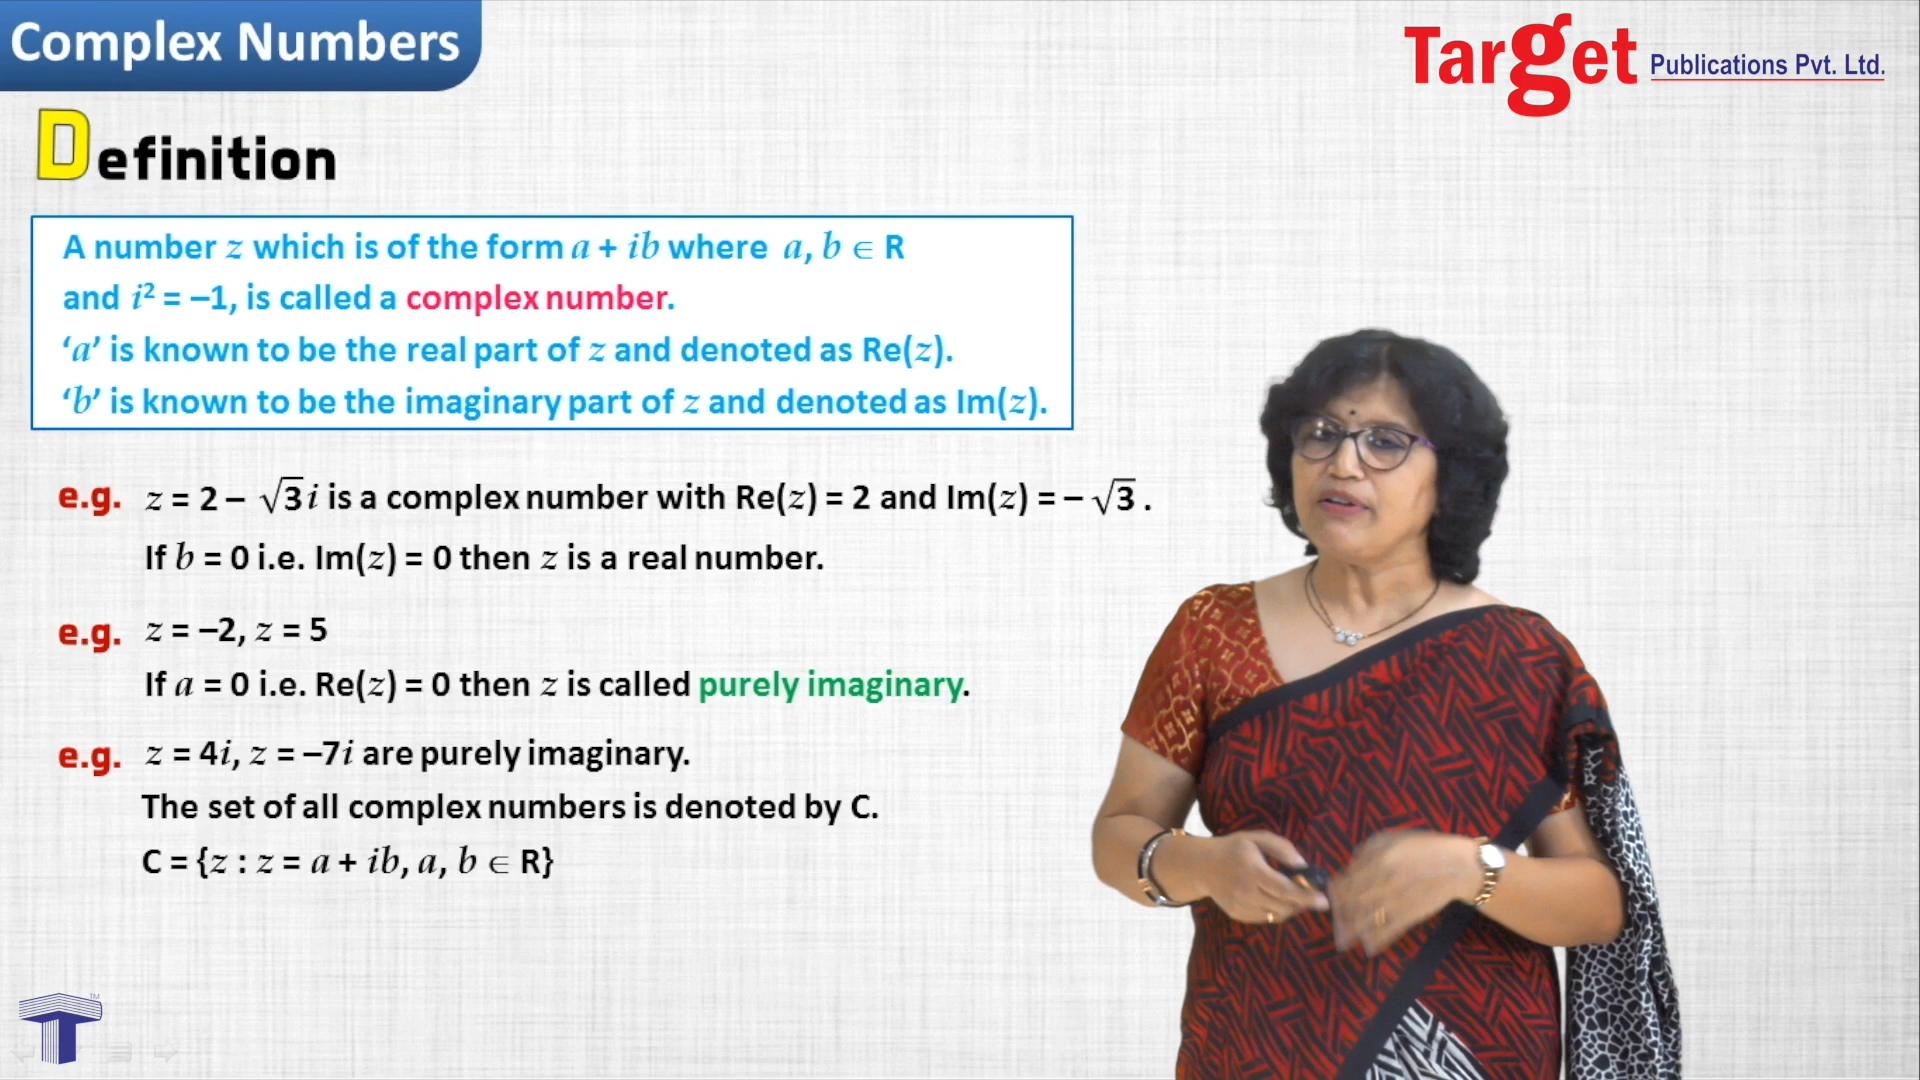 Complex Numbers
Target Publications Pvt. Ltd.
Definition
A number z which is of the form a + ib where a, b ∈ R
and i² = –1, is called a complex number.
‘a’ is known to be the real part of z and denoted as Re(z).
‘b’ is known to be the imaginary part of z and denoted as Im(z).
e.g. z = 2 – √3 i is a complex number with Re(z) = 2 and Im(z) = – √3 .
If b = 0 i.e. Im(z) = 0 then z is a real number.
e.g. z = –2, z = 5
If a = 0 i.e. Re(z) = 0 then z is called purely imaginary.
e.g. z = 4i, z = –7i are purely imaginary.
The set of all complex numbers is denoted by C.
C = {z : z = a + ib, a, b ∈ R}
T TM